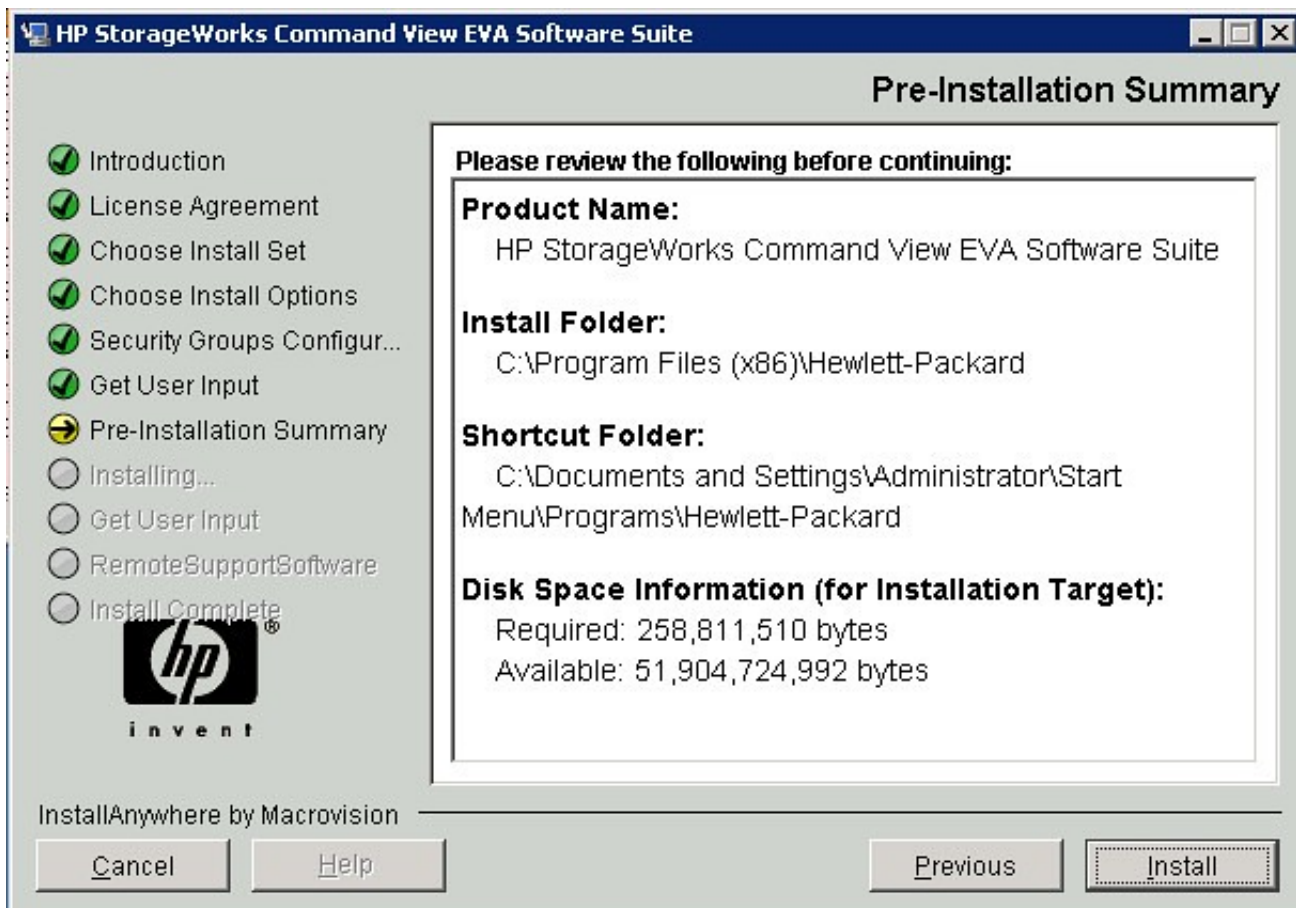 HP StorageWorks Command View EVA Software Suite
Pre-Installation Summary
Introduction
License Agreement
Choose Install Set
Choose Install Options
Security Groups Configur...
Get User Input
Pre-Installation Summary
Installing...
Get User Input
RemoteSupportSoftware
Install Complete
hp®
invent
Please review the following before continuing:
Product Name:
HP StorageWorks Command View EVA Software Suite
Install Folder:
C:\Program Files (x86)\Hewlett-Packard
Shortcut Folder:
C:\Documents and Settings\Administrator\Start
Menu\Programs\Hewlett-Packard
Disk Space Information (for Installation Target):
Required: 258,811,510 bytes
Available: 51,904,724,992 bytes
InstallAnywhere by Macrovision
Cancel
Help
Previous
Install